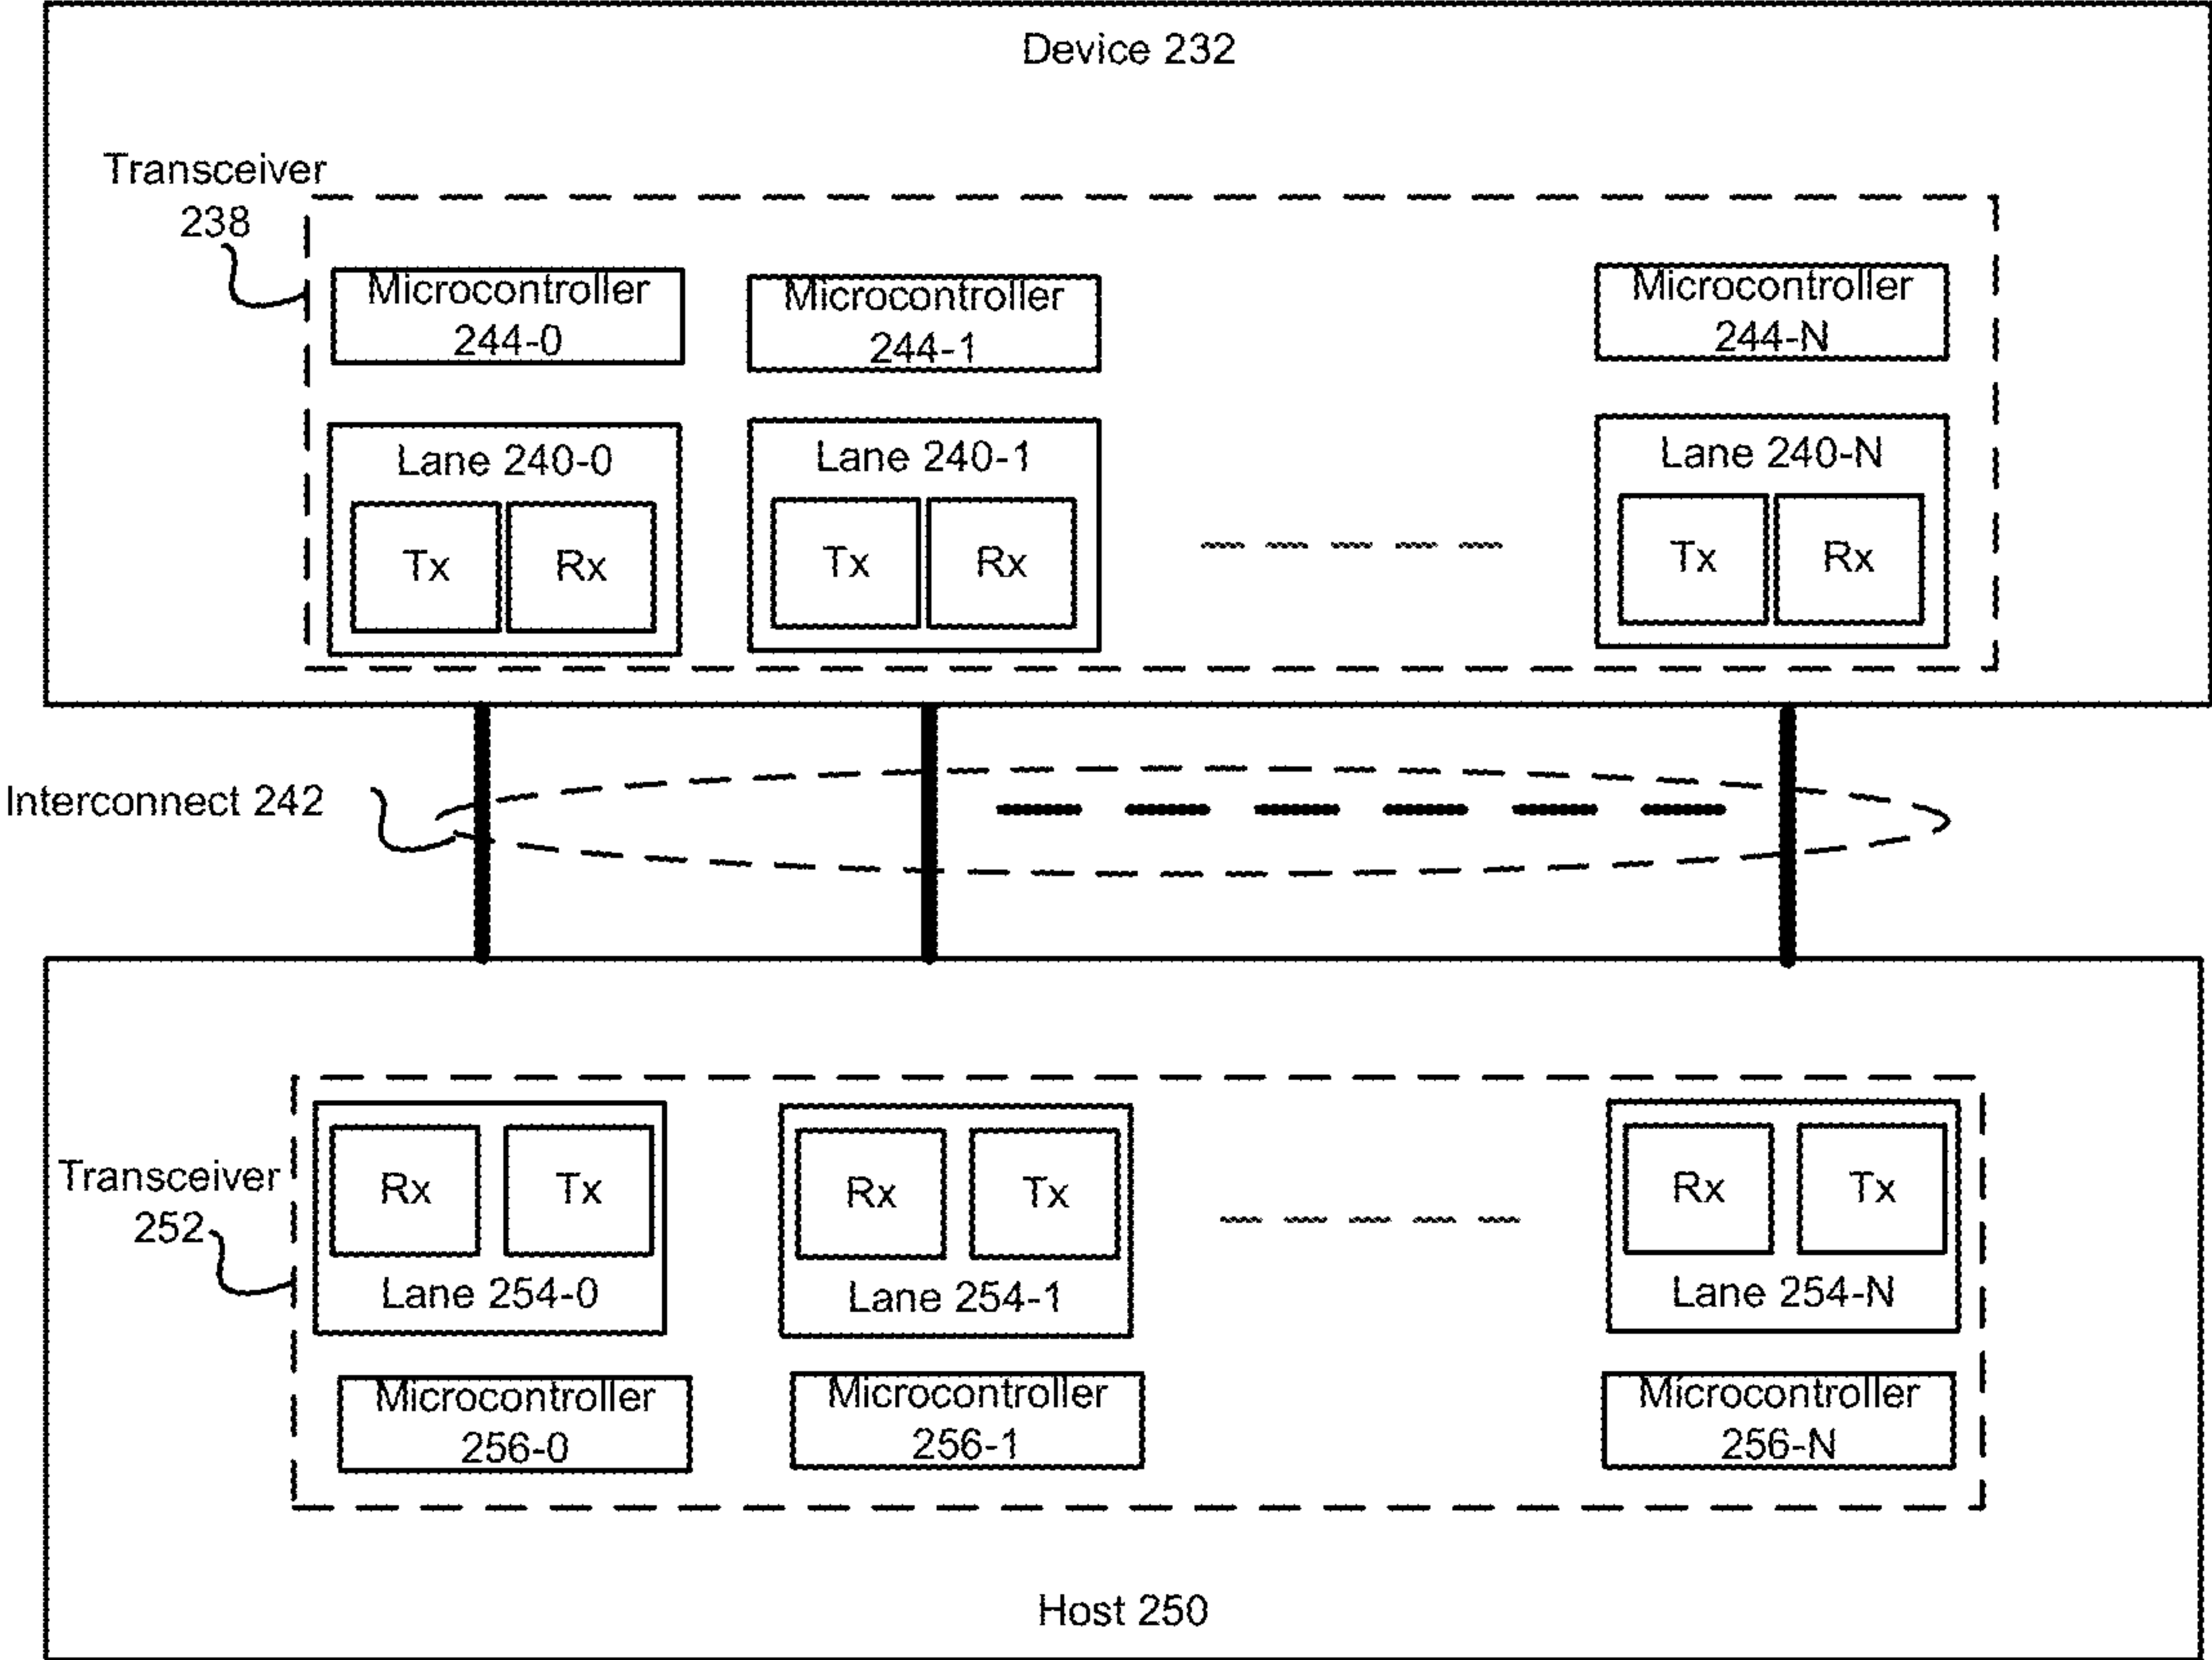 Device 232
Transceiver
238
Microcontroller
244-0
Microcontroller
244-1
Microcontroller
244-N
Lane 240-0
Tx
Rx
Lane 240-1
Tx
Rx
Lane 240-N
Tx
Rx
Interconnect 242
Transceiver
252
Rx
Tx
Lane 254-0
Rx
Tx
Lane 254-1
Rx
Tx
Lane 254-N
Microcontroller
256-0
Microcontroller
256-1
Microcontroller
256-N
Host 250